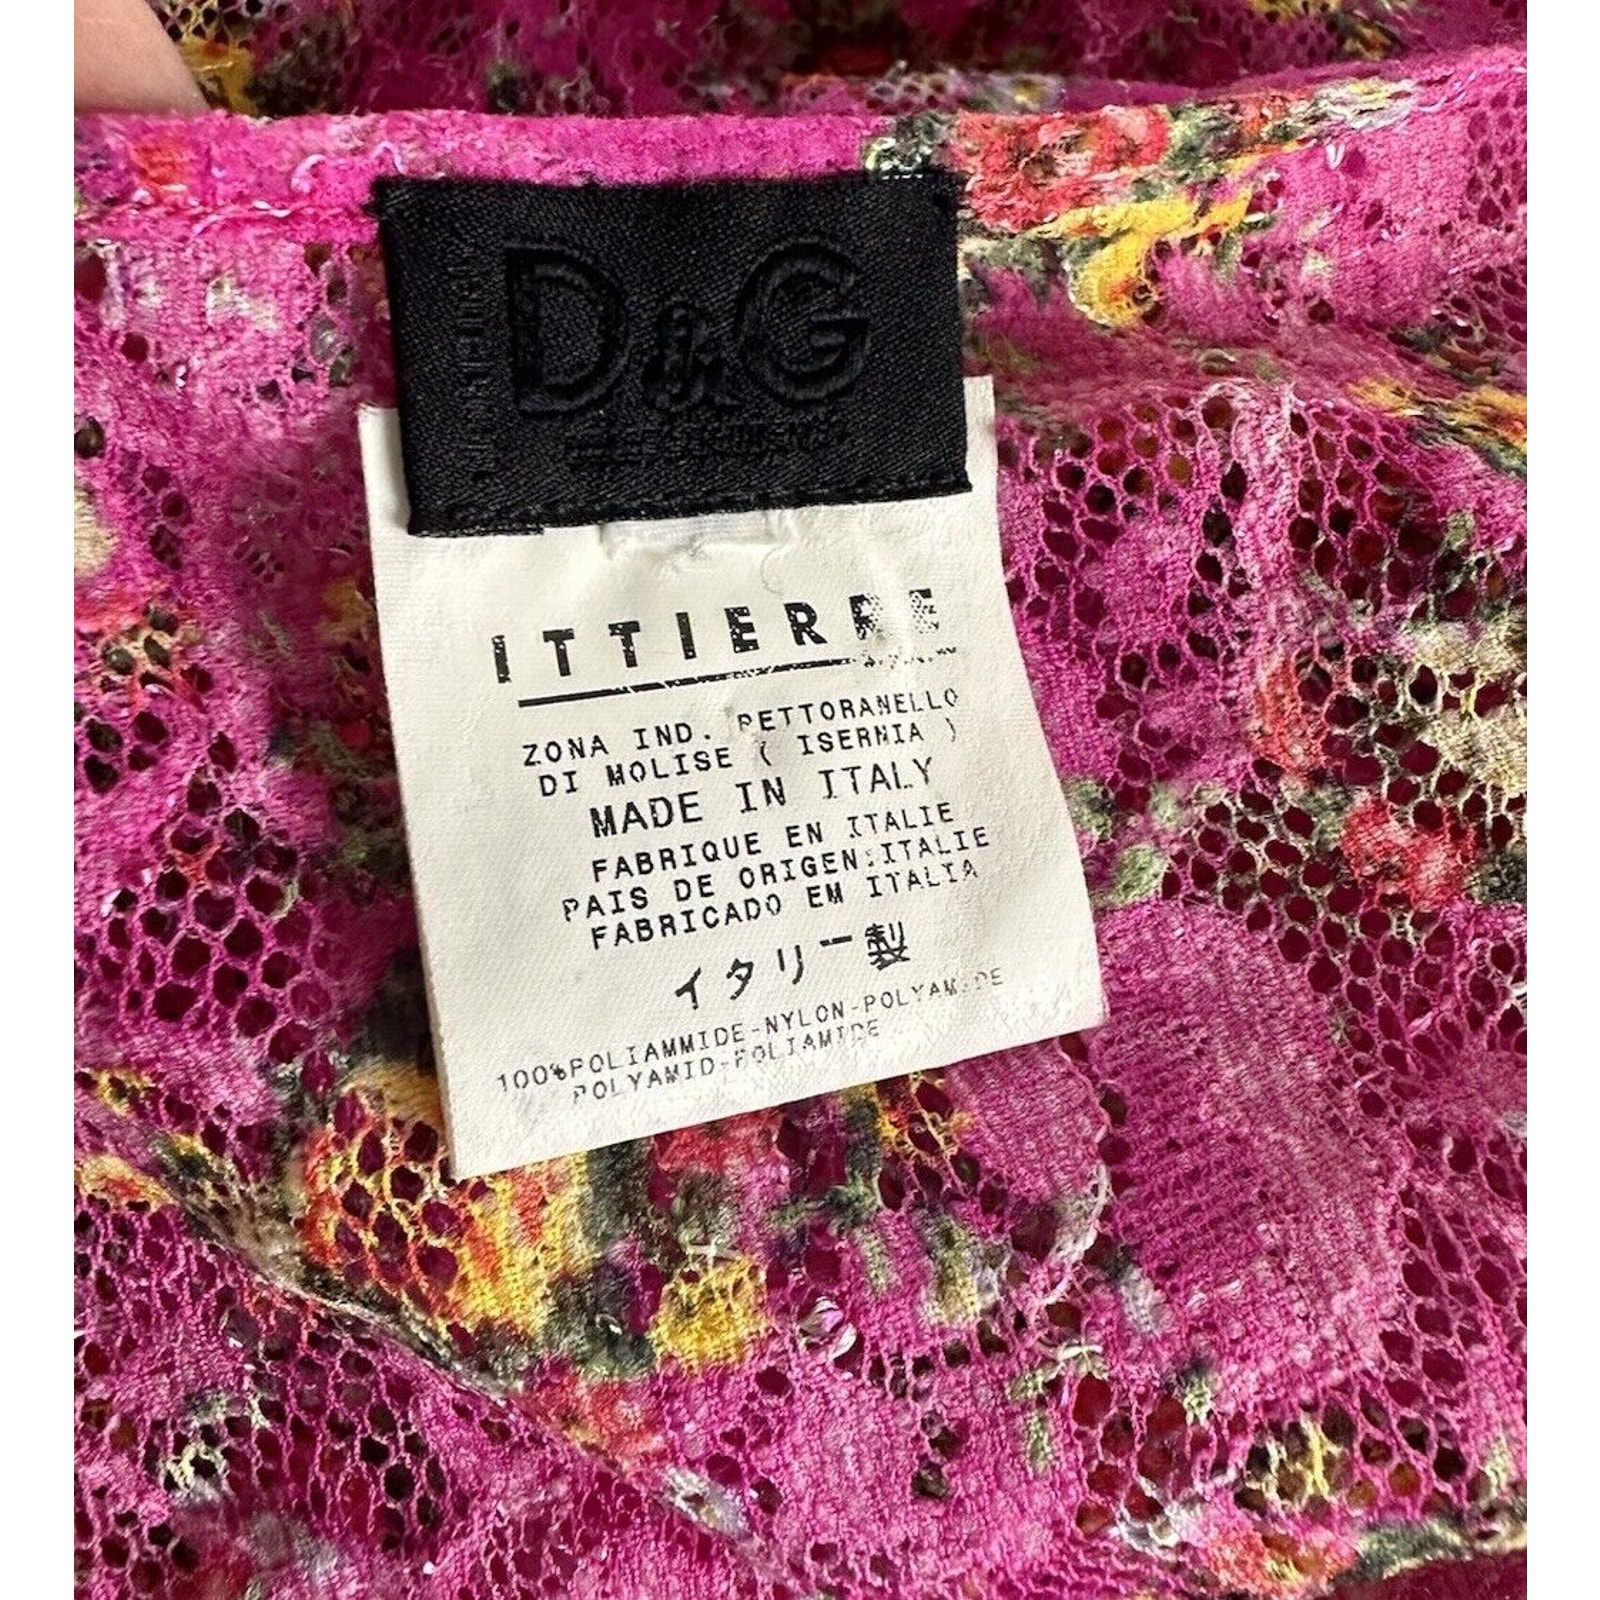 D&G
ITTIERRE
ZONA IND. PETTORANELLO
DI MOLISE ( ISERNIA )
MADE IN ITALY
FABRIQUE EN ITALIE
PAIS DE ORIGEN:ITALIE
FABRICADO EM ITALIA
イタリー製
100%POLIAMMIDE-NYLON-POLYAMIDE
POLYAMID-POLIAMIDE